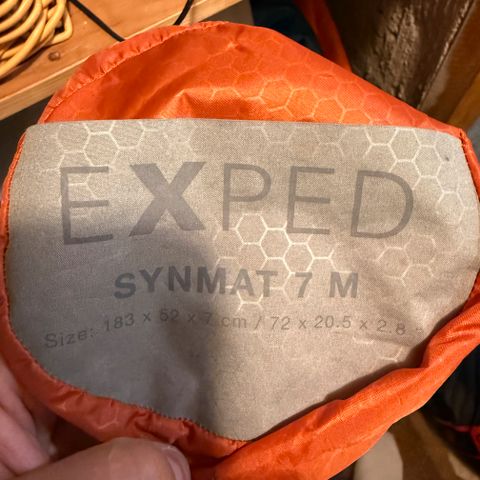 EXPED
SYNMAT 7 M
Size: 183 x 52 x 7 cm / 72 x 20.5 x 2.8 "